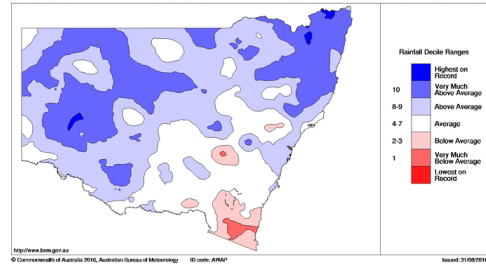 Rainfall Decile Ranges
Highest on
Record
10
Very Much
Above Average
8-9
Above Average
4-7
Average
2-3
Below Average
1
Very Much
Below Average
Lowest on
Record
http://www.bom.gov.au
© Commonwealth of Australia 2016, Australian Bureau of Meteorology
ID code: AWAP
Issued: 31/08/2016